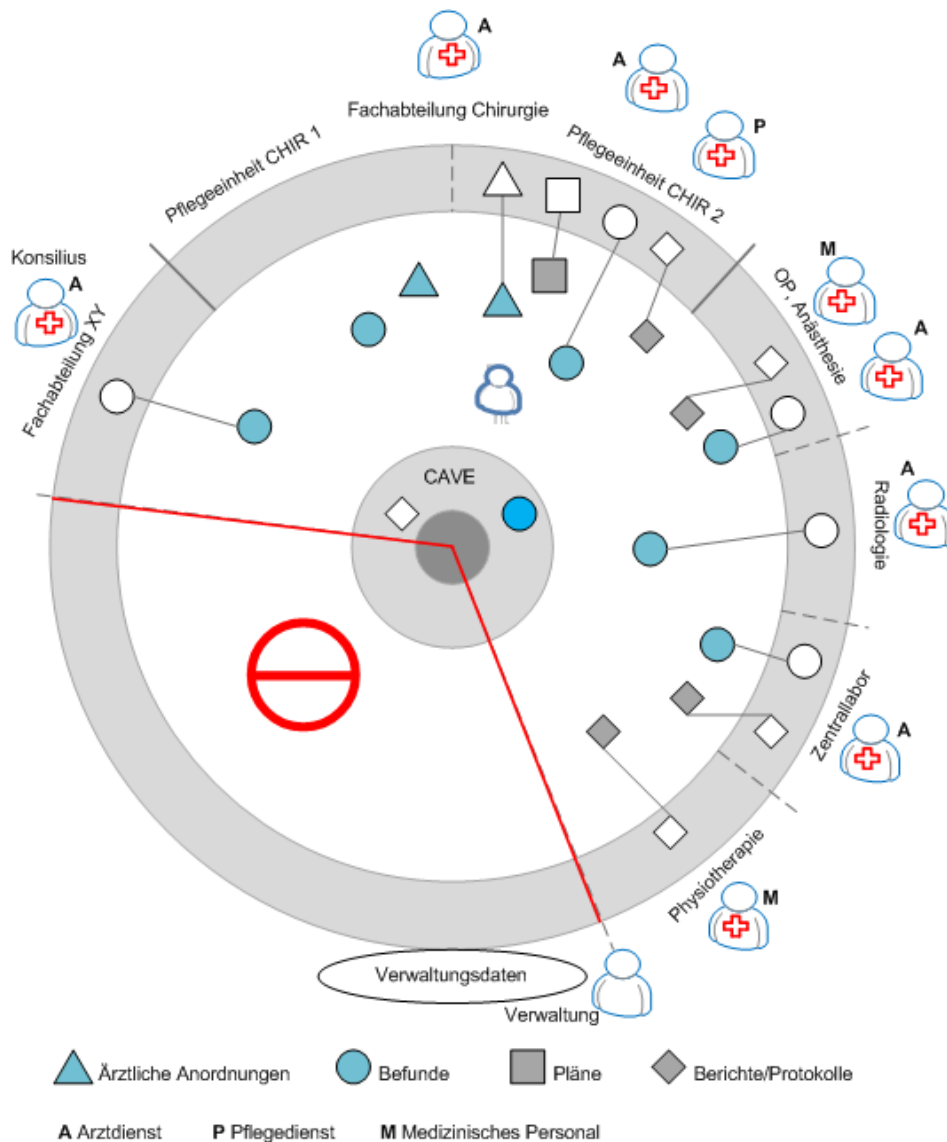 A
Fachabteilung Chirurgie
A
P
Pflegeeinheit CHIR 1
Pflegeeinheit CHIR 2
Konsilius
A
Fachabteilung XY
M
OP , Anästhesie
A
CAVE
A
Radiologie
Zentrallabor
A
Physiotherapie
M
Verwaltungsdaten
Verwaltung
Ärztliche Anordnungen
Befunde
Pläne
Berichte/Protokolle
A Arztdienst
P Pflegedienst
M Medizinisches Personal